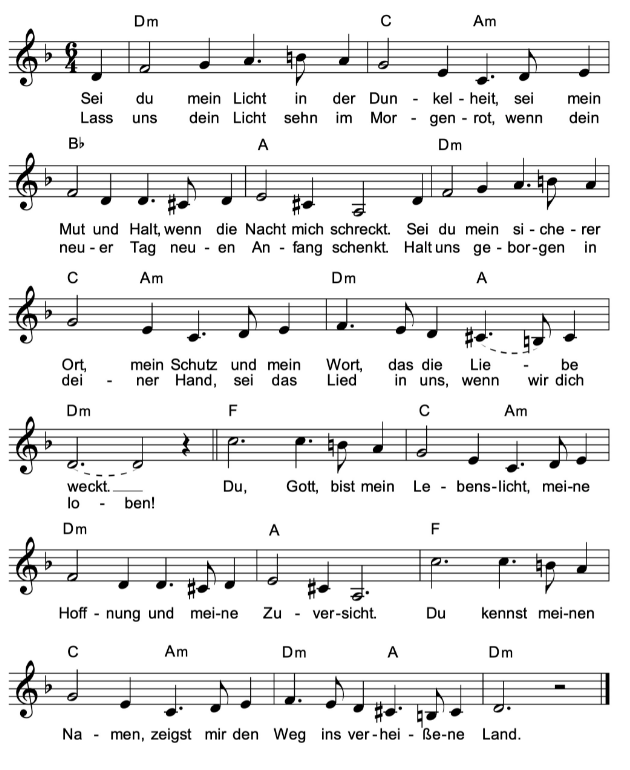 Dm C Am
6
4
Sei du mein Licht in der Dun - kel - heit, sei mein
Lass uns dein Licht sehn im Mor - gen - rot, wenn dein
B♭ A Dm
Mut und Halt, wenn die Nacht mich schreckt. Sei du mein si - che - rer
neu - er Tag neu - en An - fang schenkt. Halt uns ge - bor - gen in
C Am Dm A
Ort, mein Schutz und mein Wort, das die Lie - be
dei - ner Hand, sei das Lied in uns, wenn wir dich
Dm F C Am
weckt. Du, Gott, bist mein Le - bens - licht, mei - ne
lo - ben!
Dm A F
Hoff - nung und mei - ne Zu - ver - sicht. Du kennst mei - nen
C Am Dm A Dm
Na - men, zeigst mir den Weg ins ver - hei - ße - ne Land.